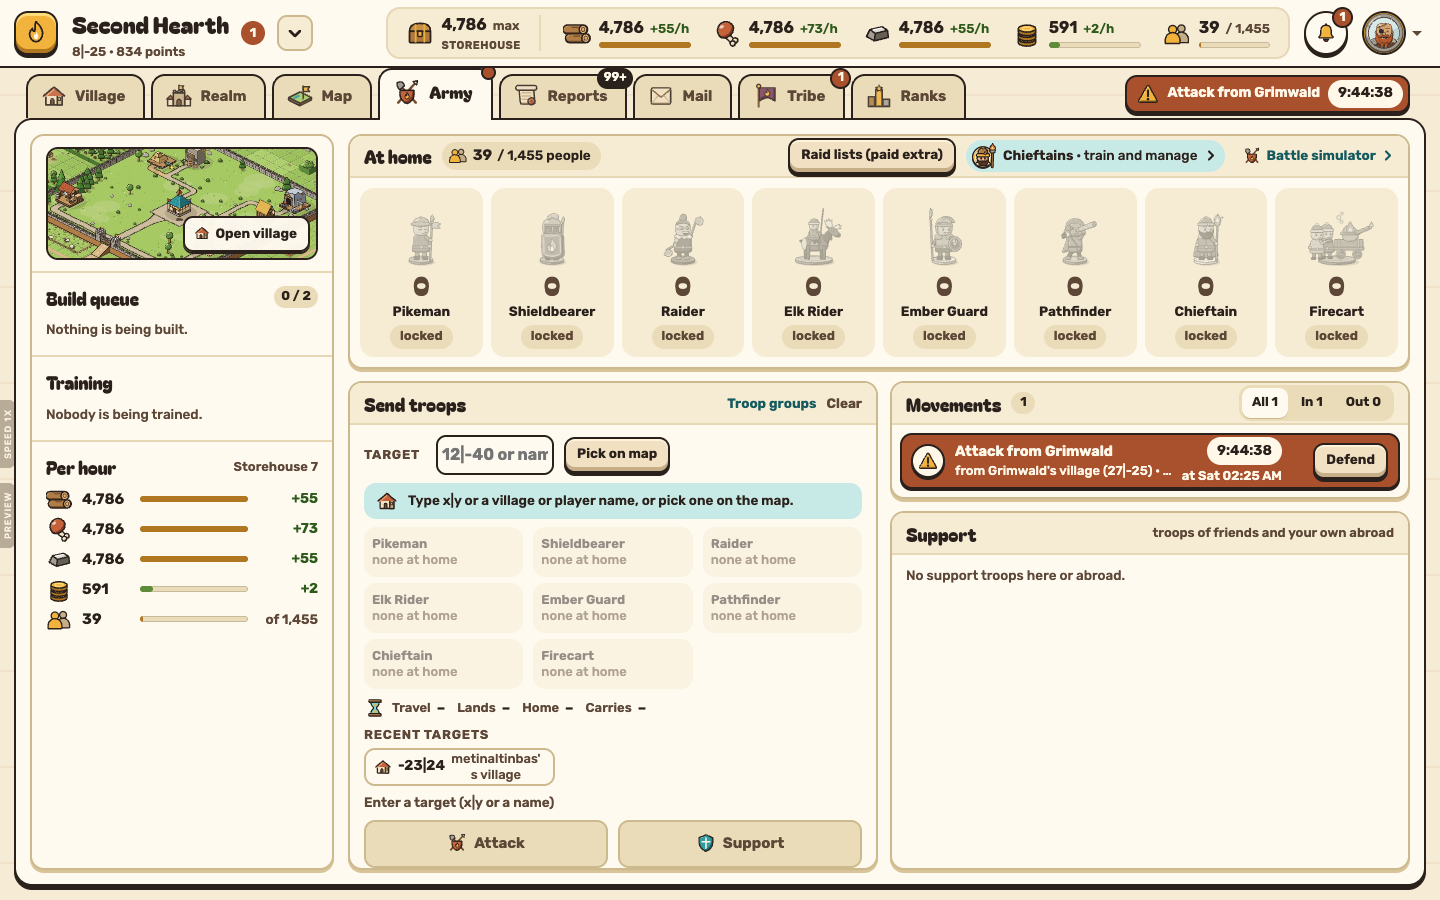 Second Hearth
1
8|-25 · 834 points
4,786 max
STOREHOUSE
4,786 +55/h
4,786 +73/h
4,786 +55/h
591 +2/h
39 / 1,455
1
Village
Realm
Map
Army
Reports
99+
Mail
Tribe
1
Ranks
Attack from Grimwald 9:44:38
Open village
Build queue
0 / 2
Nothing is being built.
Training
Nobody is being trained.
Per hour
Storehouse 7
4,786 +55
4,786 +73
4,786 +55
591 +2
39 of 1,455
SPEED 1X
PREVIEW
At home
39 / 1,455 people
Raid lists (paid extra)
Chieftains · train and manage
Battle simulator
0
Pikeman
locked
0
Shieldbearer
locked
0
Raider
locked
0
Elk Rider
locked
0
Ember Guard
locked
0
Pathfinder
locked
0
Chieftain
locked
0
Firecart
locked
Send troops
Troop groups
Clear
TARGET
12|-40 or nam
Pick on map
Type x|y or a village or player name, or pick one on the map.
Pikeman
none at home
Shieldbearer
none at home
Raider
none at home
Elk Rider
none at home
Ember Guard
none at home
Pathfinder
none at home
Chieftain
none at home
Firecart
none at home
Travel – Lands – Home – Carries –
RECENT TARGETS
-23|24
metinaltinbas'
s village
Enter a target (x|y or a name)
Attack
Support
Movements
1
All 1
In 1
Out 0
Attack from Grimwald
from Grimwald's village (27|-25) · ...
9:44:38
at Sat 02:25 AM
Defend
Support
troops of friends and your own abroad
No support troops here or abroad.